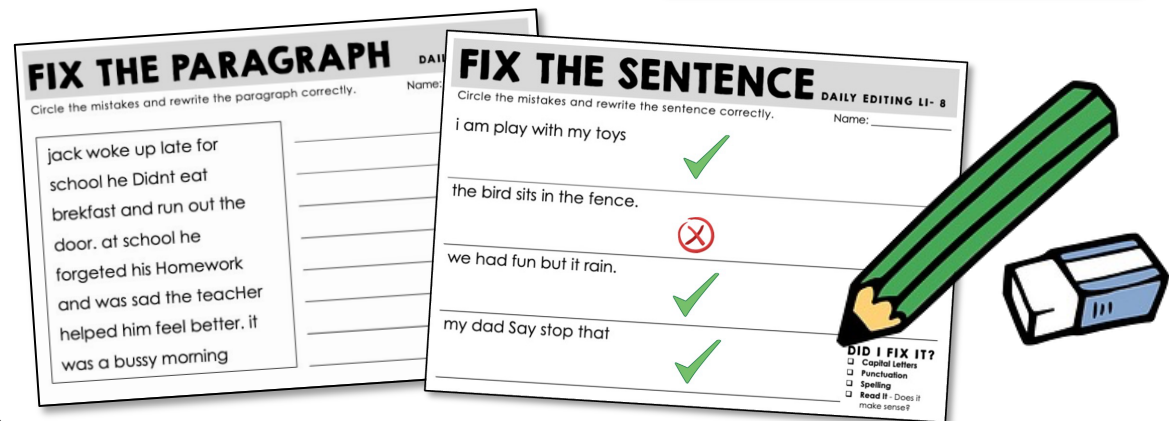 FIX THE PARAGRAPH
Circle the mistakes and rewrite the paragraph correctly.
Name:
jack woke up late for
school he Didnt eat
brekfast and run out the
door. at school he
forgeted his Homework
and was sad the teacHer
helped him feel better. it
was a bussy morning
FIX THE SENTENCE DAILY EDITING LI- 8
Circle the mistakes and rewrite the sentence correctly.
Name:
i am play with my toys
the bird sits in the fence.
we had fun but it rain.
my dad Say stop that
DID I FIX IT?
Capital Letters
Punctuation
Spelling
Read it - Does it
make sense?